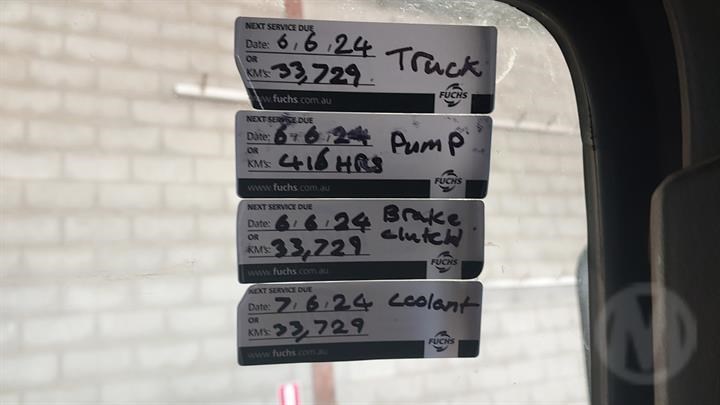 NEXT SERVICE DUE
Date: 6, 6, 24 Truck
OR
KM's: 33,729
www.fuchs.com.au FUCHS
NEXT SERVICE DUE
Date: 6, 6, 24 Pump
OR
KM's: 416 HRS
www.fuchs.com.au FUCHS
NEXT SERVICE DUE
Date: 6, 6, 24 Brake
OR clutch
KM's: 33,729
www.fuchs.com.au FUCHS
NEXT SERVICE DUE
Date: 7, 6, 24 Coolant
OR
KM's: 33,729
www.fuchs.com.au FUCHS
M